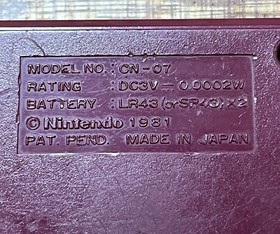 MODEL NO. : CN-07
RATING : DC3V ⎓ 0.0002W
BATTERY : LR43 (or SR43) × 2
© Nintendo 1981
PAT. PEND. MADE IN JAPAN